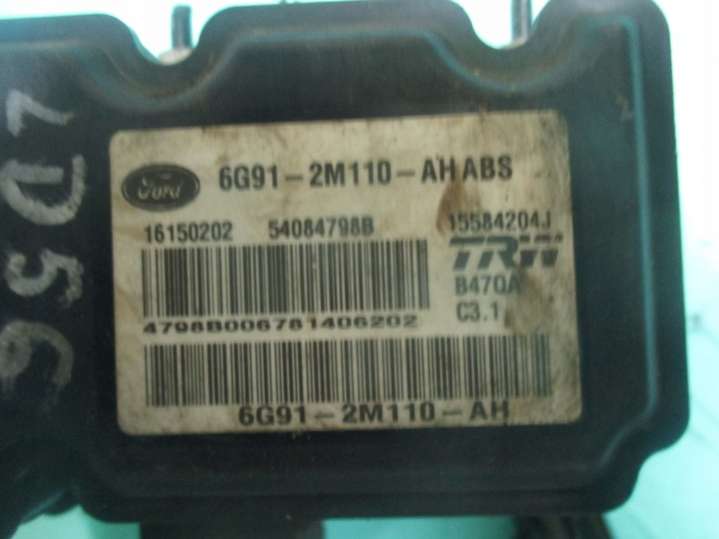 Ford
6G91-2M110-AH ABS
16150202 54084798B 15584204J
TRW
B470A
C3.1
4798B006781406202
6G91-2M110-AH